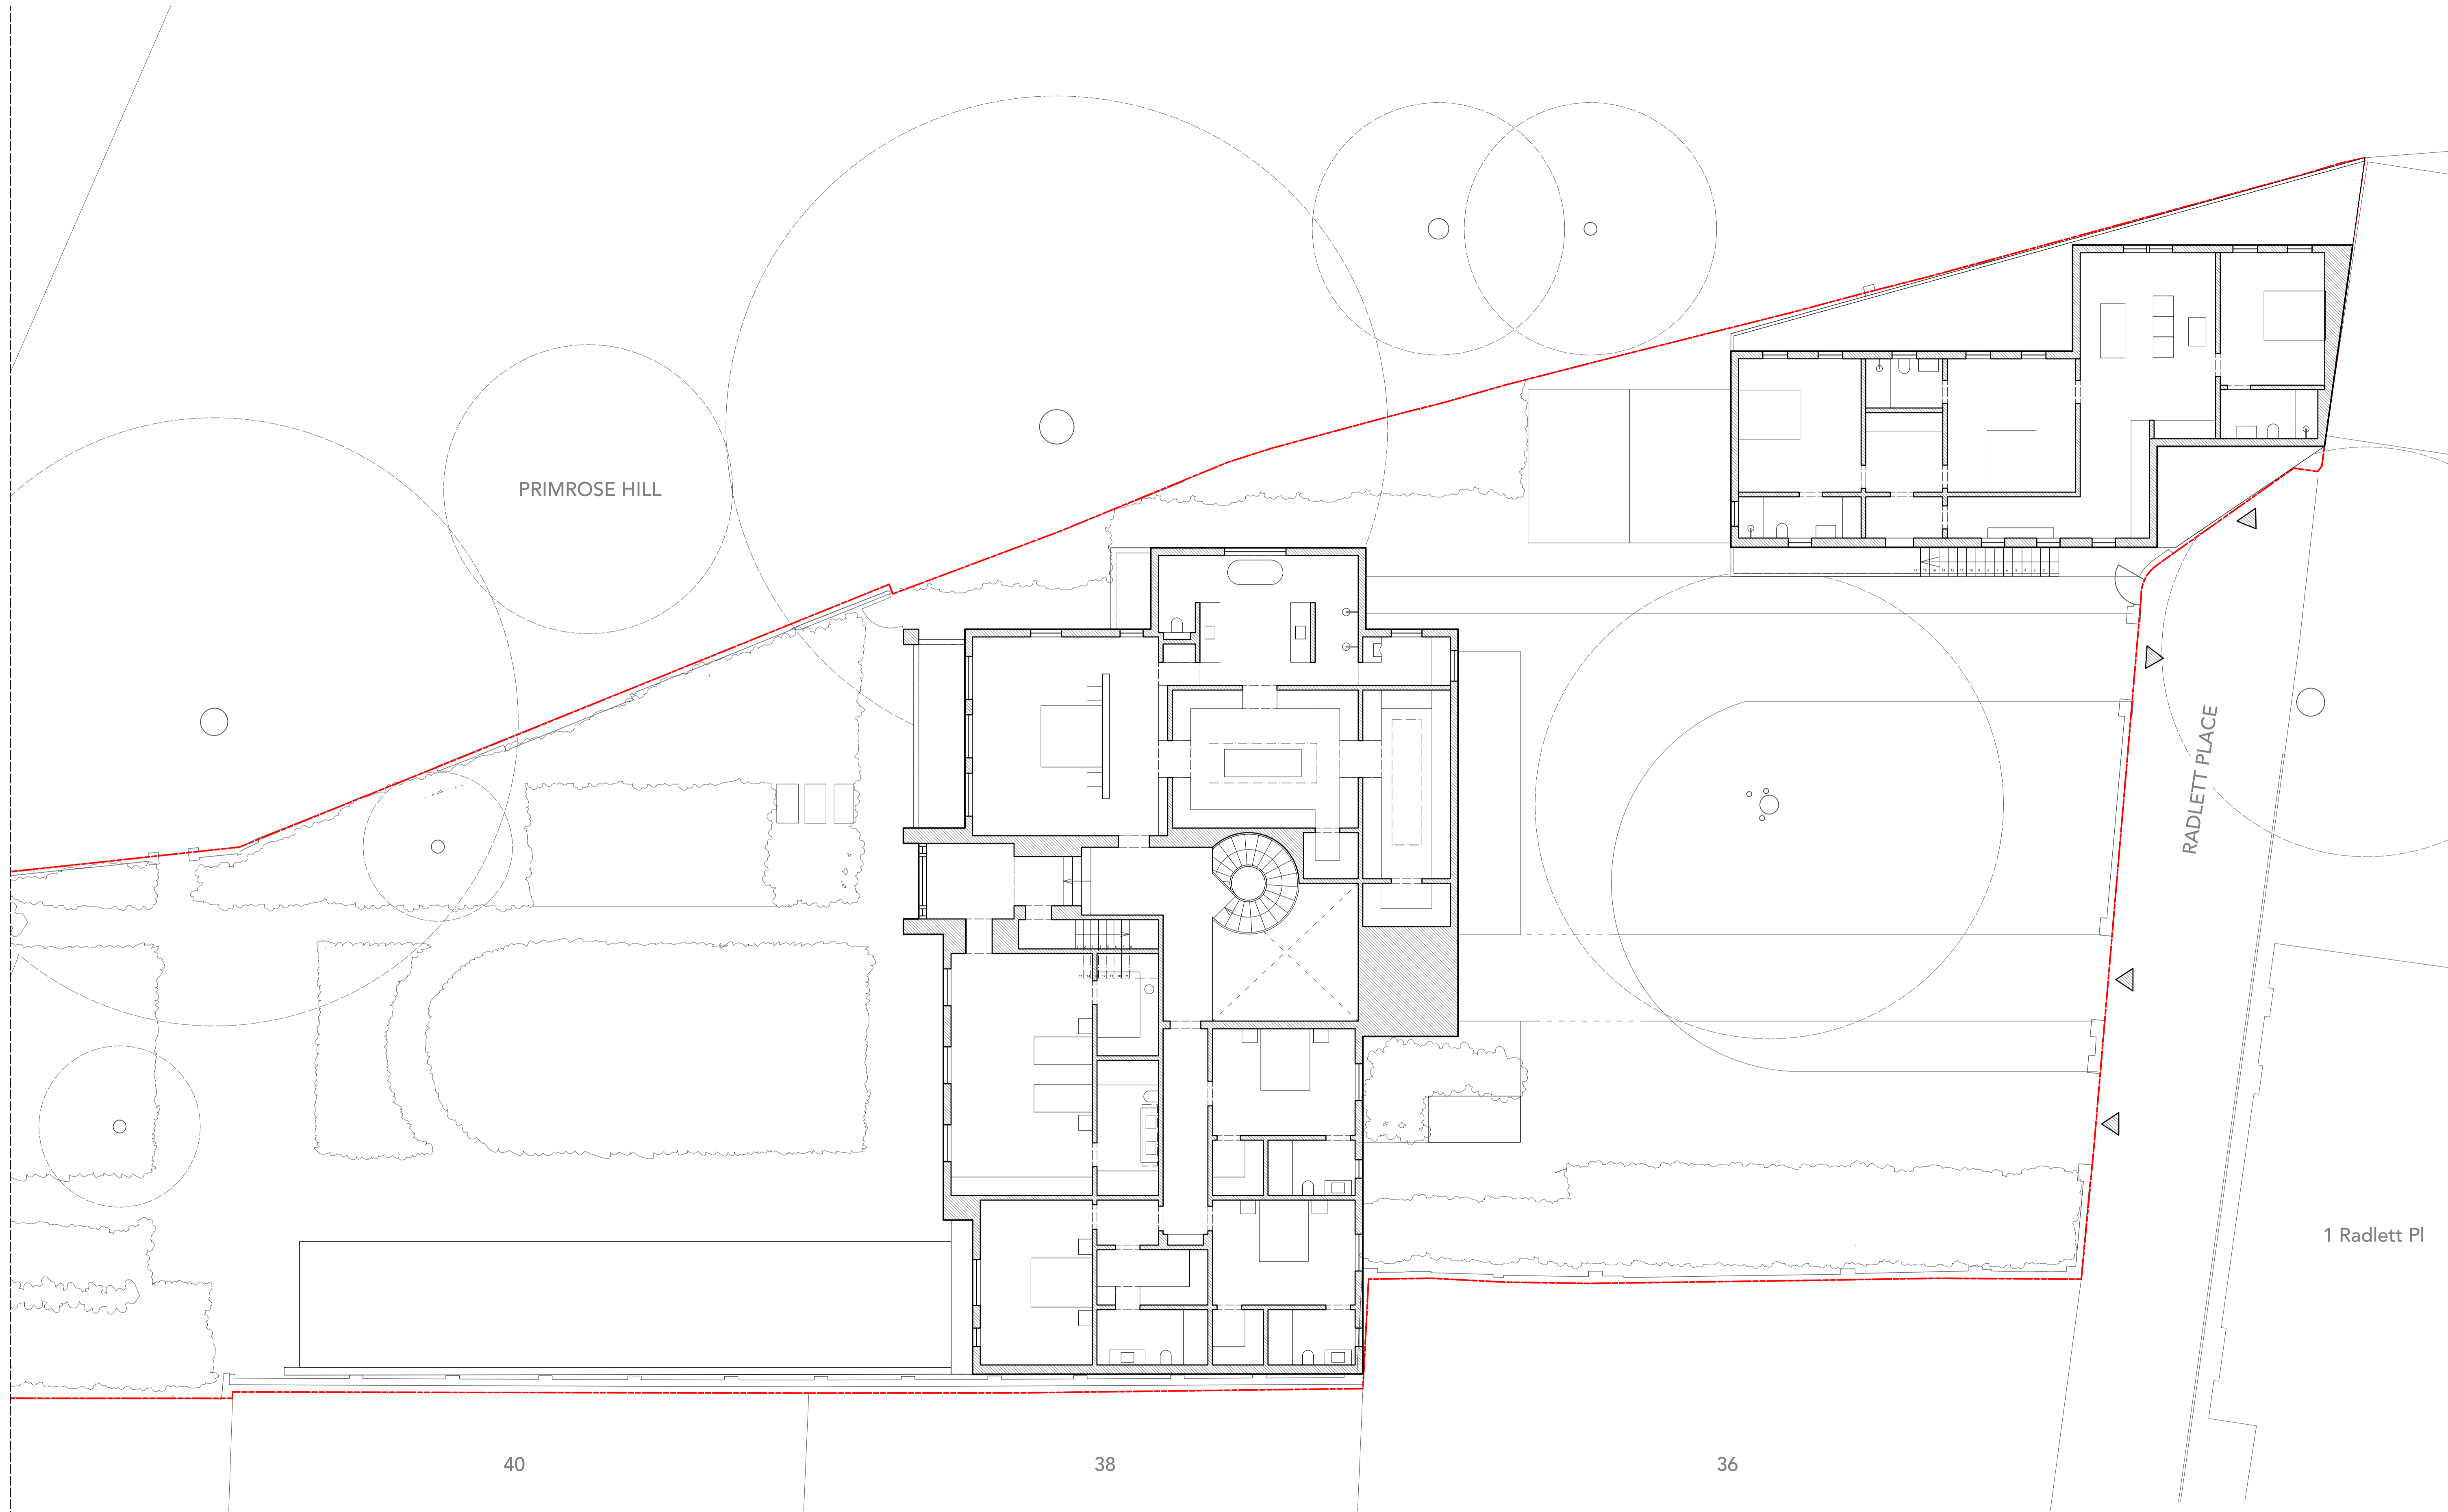 PRIMROSE HILL
RADLETT PLACE
1 Radlett Pl
40
38
36